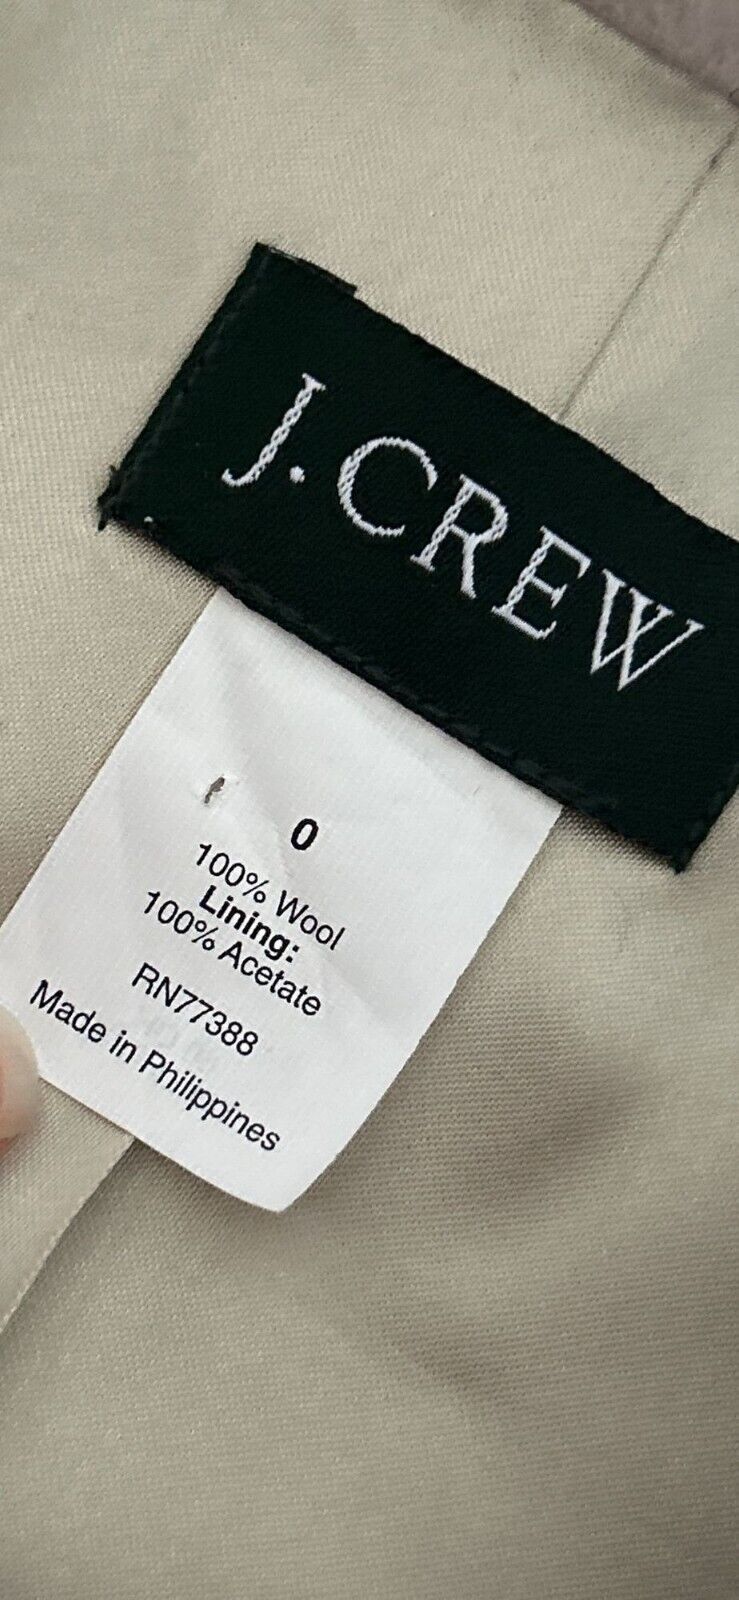 J.CREW
0
100% Wool
Lining:
100% Acetate
RN77388
Made in Philippines